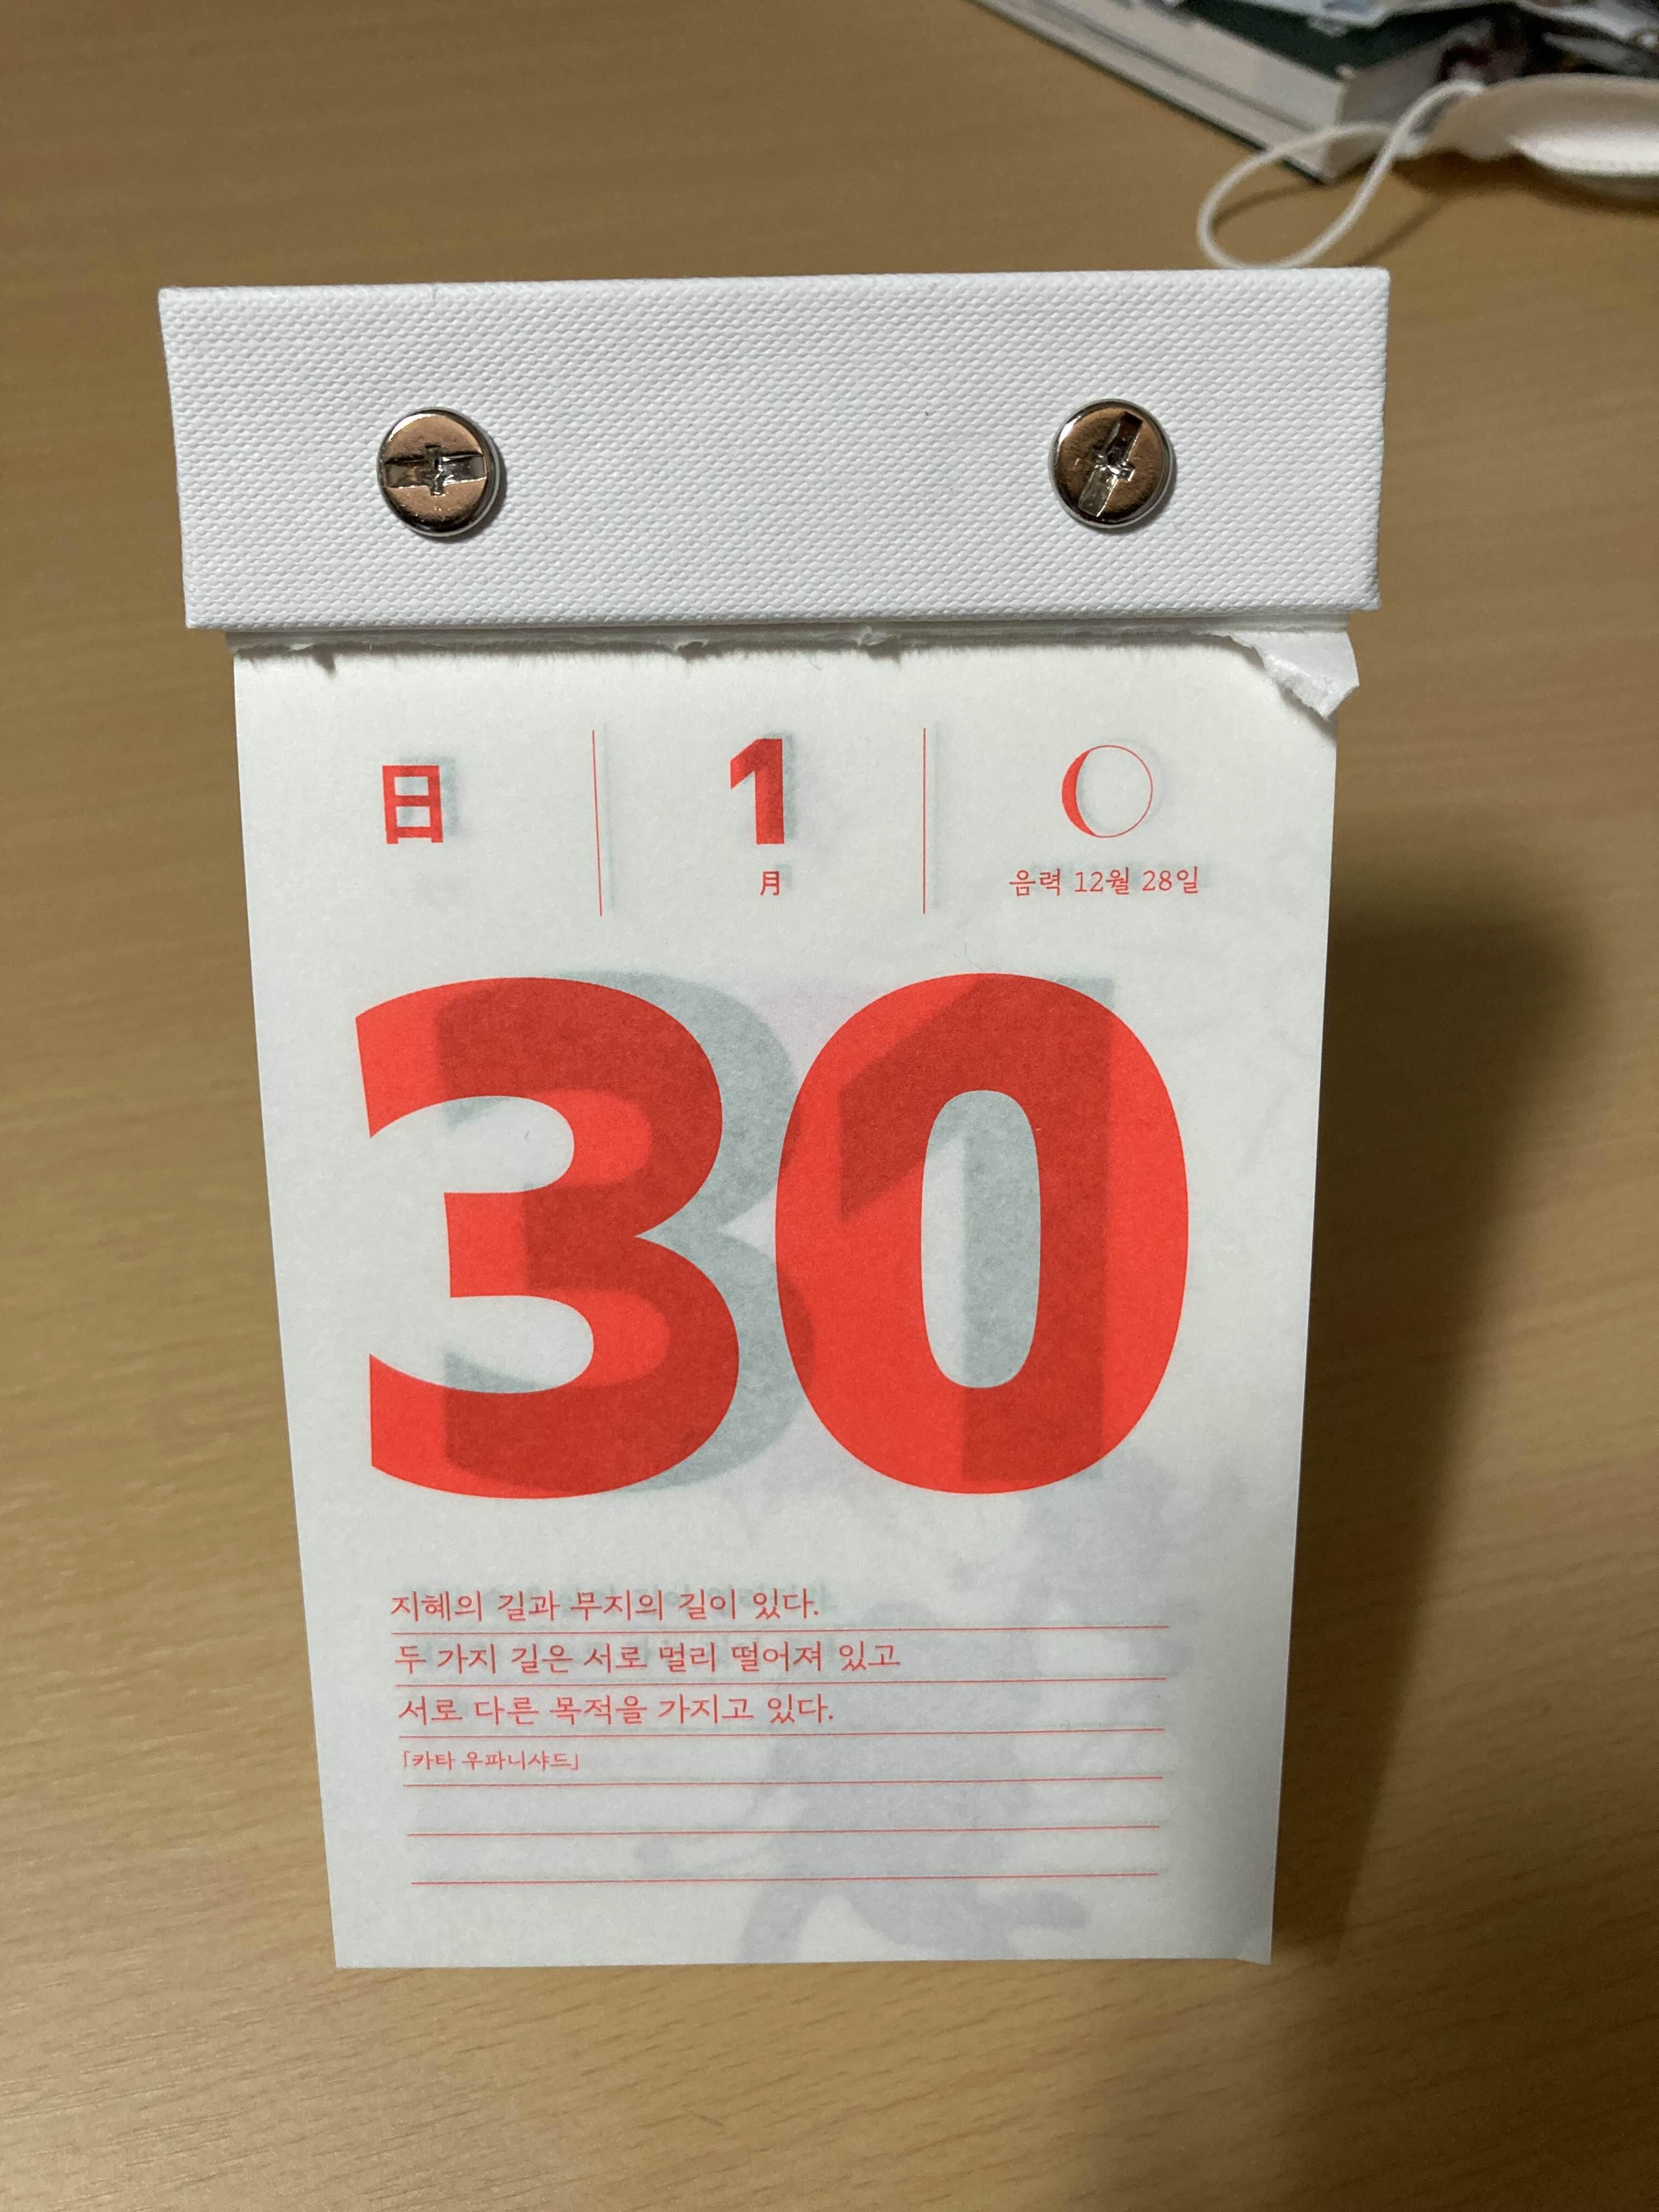 日
1
月
음력 12월 28일
30
지혜의 길과 무지의 길이 있다.
두 가지 길은 서로 멀리 떨어져 있고
서로 다른 목적을 가지고 있다.
「카타 우파니샤드」